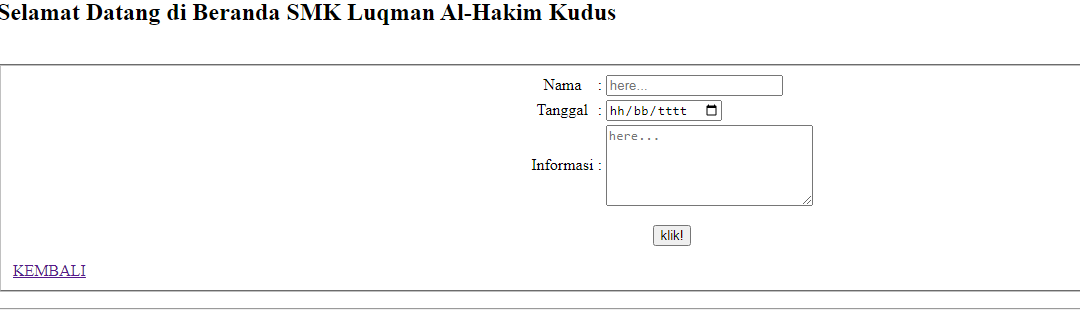 Selamat Datang di Beranda SMK Luqman Al-Hakim Kudus
Nama : here...
Tanggal : hh/bb/tttt
here...
Informasi :
klik!
KEMBALI